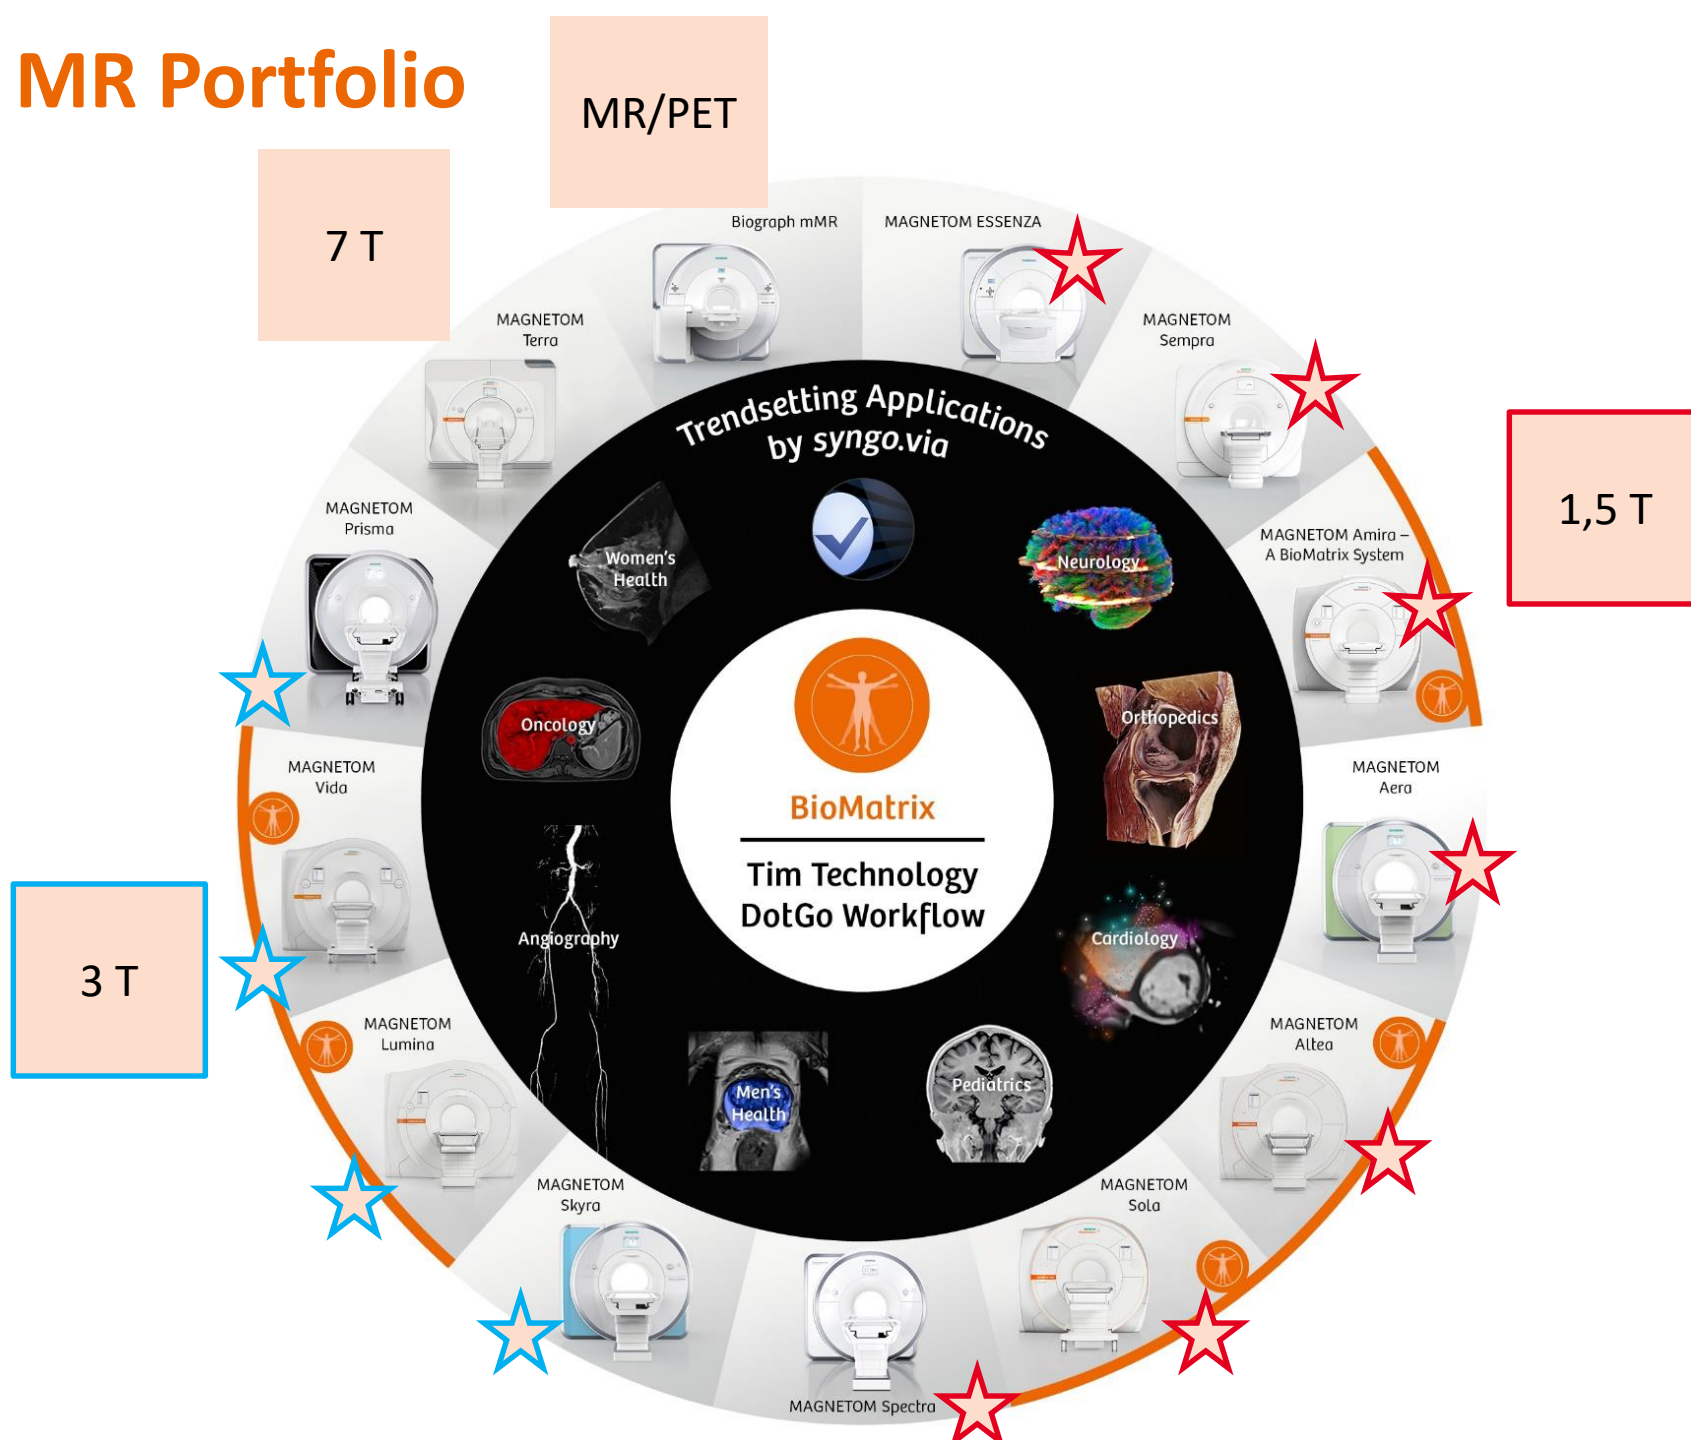 MR Portfolio
MR/PET
7 T
Biograph mMR
MAGNETOM ESSENZA
MAGNETOM
Terra
MAGNETOM
Sempra
Trendsetting Applications
by syngo.via
1,5 T
MAGNETOM
Prisma
MAGNETOM Amira –
A BioMatrix System
Women's
Health
Neurology
Oncology
Orthopedics
MAGNETOM
Vida
MAGNETOM
Aera
BioMatrix
Tim Technology
DotGo Workflow
Angiography
Cardiology
3 T
MAGNETOM
Lumina
MAGNETOM
Altea
Men's
Health
Pediatrics
MAGNETOM
Skyra
MAGNETOM
Sola
MAGNETOM Spectra